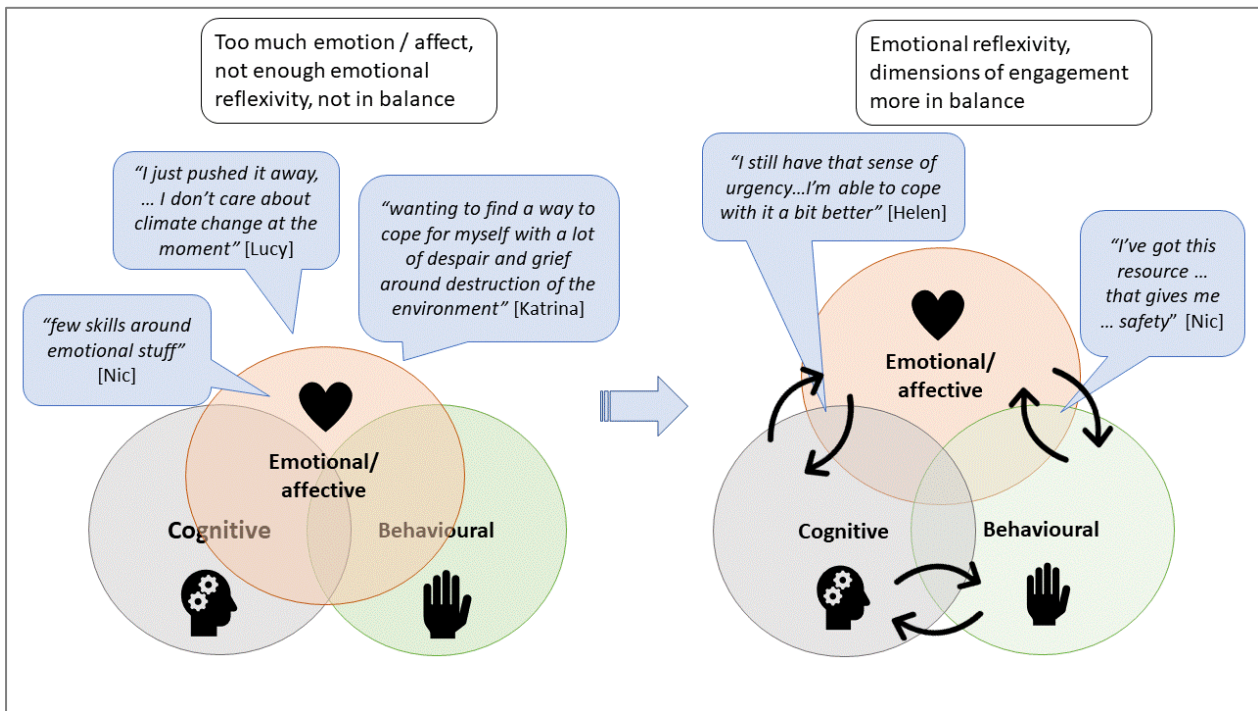 Too much emotion / affect,
not enough emotional
reflexivity, not in balance
“I just pushed it away,
… I don’t care about
climate change at the
moment” [Lucy]
“wanting to find a way to
cope for myself with a lot
of despair and grief
around destruction of the
environment” [Katrina]
“few skills around
emotional stuff”
[Nic]
Emotional/
affective
Cognitive
Behavioural
Emotional reflexivity,
dimensions of engagement
more in balance
“I still have that sense of
urgency…I’m able to cope
with it a bit better” [Helen]
“I’ve got this
resource …
that gives me
… safety” [Nic]
Emotional/
affective
Cognitive
Behavioural